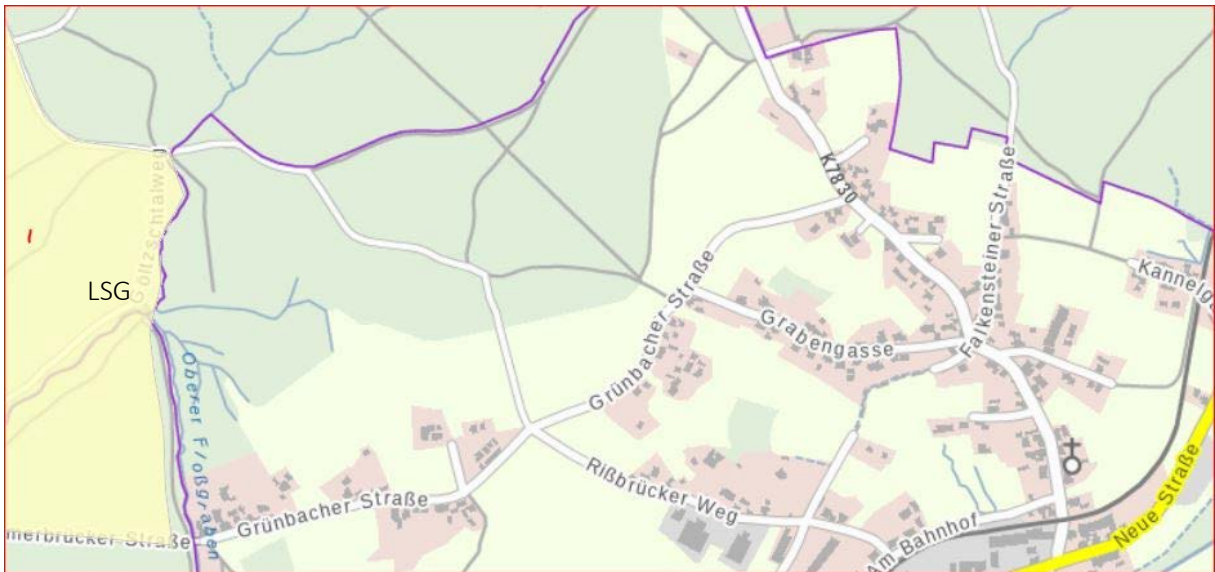 K7830
Göltzschtalweg
Falkensteiner Straße
Kannelga
LSG
Grünbacher Straße
Grabengasse
Oberer Floßgraben
Rißbrücker Weg
Grünbacher Straße
merbrücker Straße
Am Bahnhof
Neue Straße